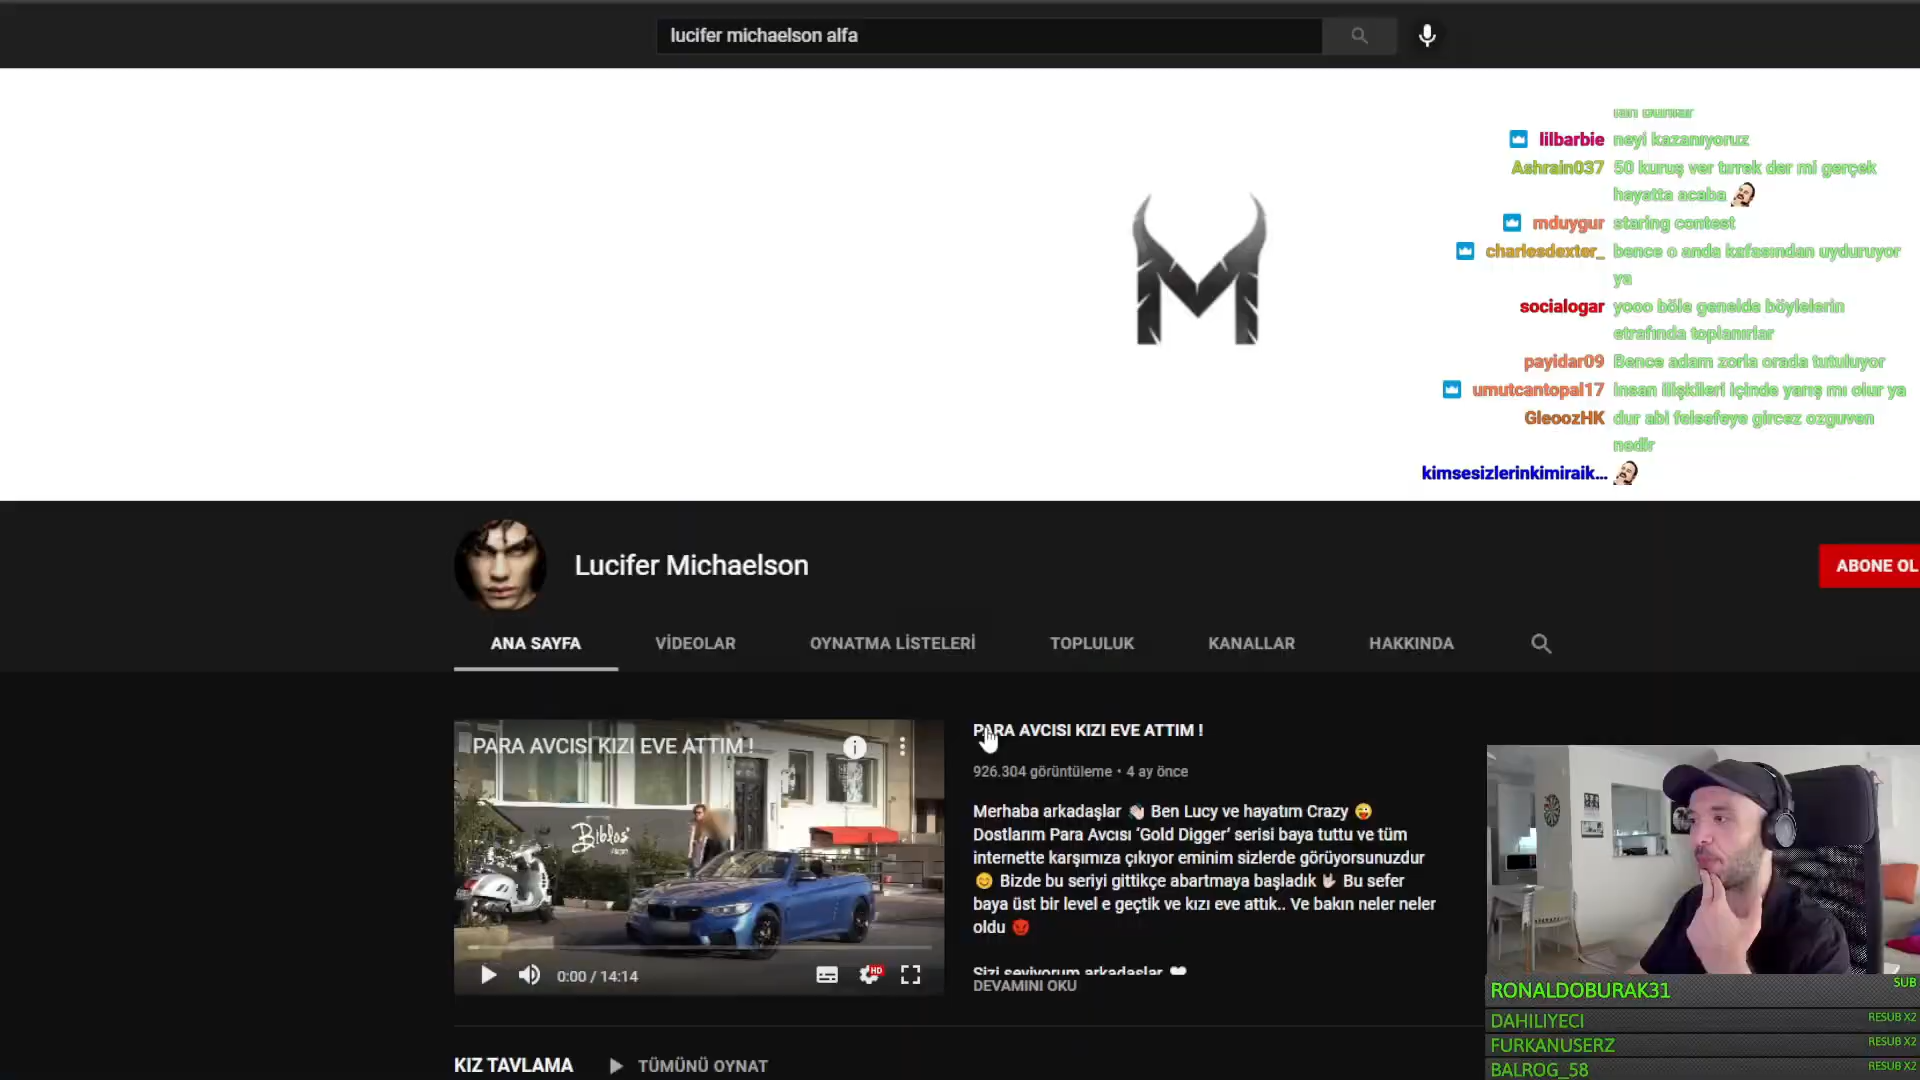 lucifer michaelson alfa
lilbarbie neyi kazanıyoruz
Ashrain037 50 kuruş ver tırrek der mi gerçek
hayatta acaba
mduygur staring contest
charlesdexter_ bence o anda kafasından uyduruyor
ya
socialogar yooo böle genelde böylelerin
etrafında toplanırlar
payidar09 Bence adam zorla orada tutuluyor
umutcantopal17 Insan ilişkileri içinde yarış mı olur ya
GleoozHK dur abi felsefeye gircez ozguven
nedir
kimsesizlerinkimiraik...
Lucifer Michaelson
ABONE OL
ANA SAYFA VİDEOLAR OYNATMA LİSTELERİ TOPLULUK KANALLAR HAKKINDA
PARA AVCISI KIZI EVE ATTIM !
Biblos
0:00 / 14:14
HD
PARA AVCISI KIZI EVE ATTIM !
926.304 görüntüleme • 4 ay önce
Merhaba arkadaşlar 👋🏻 Ben Lucy ve hayatım Crazy 😜
Dostlarım Para Avcısı ‘Gold Digger’ serisi baya tuttu ve tüm
internette karşımıza çıkıyor eminim sizlerde görüyorsunuzdur
😊 Bizde bu seriyi gittikçe abartmaya başladık 🤟🏻 Bu sefer
baya üst bir level e geçtik ve kızı eve attık.. Ve bakın neler neler
oldu 😡
Sizi seviyorum arkadaşlar
DEVAMINI OKU
KIZ TAVLAMA TÜMÜNÜ OYNAT
RONALDOBURAK31 SUB
DAHILIYECI RESUB X2
FURKANUSERZ RESUB X2
BALROG_58 RESUB X2